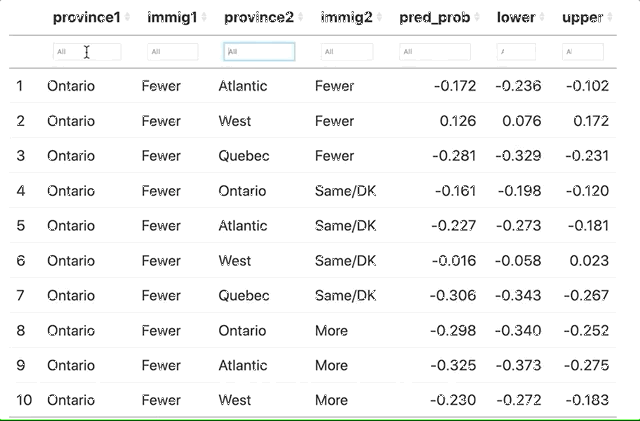 province1 immig1 province2 immig2 pred_prob lower upper
All All All All All A
1 Ontario Fewer Atlantic Fewer -0.172 -0.236 -0.102
2 Ontario Fewer West Fewer 0.126 0.076 0.172
3 Ontario Fewer Quebec Fewer -0.281 -0.329 -0.231
4 Ontario Fewer Ontario Same/DK -0.161 -0.198 -0.120
5 Ontario Fewer Atlantic Same/DK -0.227 -0.273 -0.181
6 Ontario Fewer West Same/DK -0.016 -0.058 0.023
7 Ontario Fewer Quebec Same/DK -0.306 -0.343 -0.267
8 Ontario Fewer Ontario More -0.298 -0.340 -0.252
9 Ontario Fewer Atlantic More -0.325 -0.373 -0.275
10 Ontario Fewer West More -0.230 -0.272 -0.183